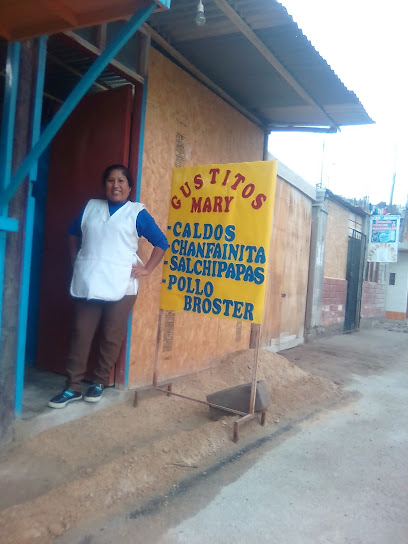 GUSTITOS
MARY
- CALDOS
- CHANFAINITA
- SALCHIPAPAS
- POLLO
BROSTER